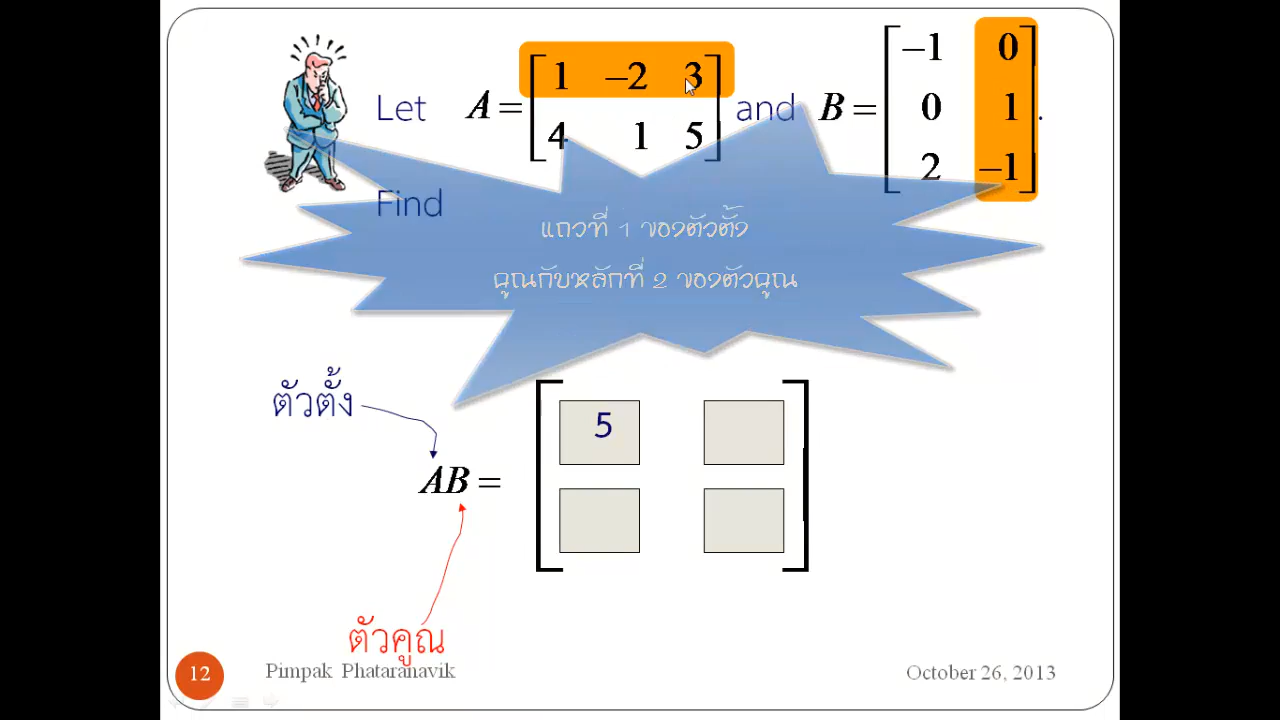 Let A = [ 1 −2 3 ] and B = [ −1 0 ] .
[ 4 1 5 ] [ 0 1 ]
[ 2 −1 ]
Find
แถวที่ 1 ของตัวตั้ง
คูณกับหลักที่ 2 ของตัวคูณ
ตัวตั้ง
5
AB =
ตัวคูณ
12 Pimpak Phataranavik October 26, 2013